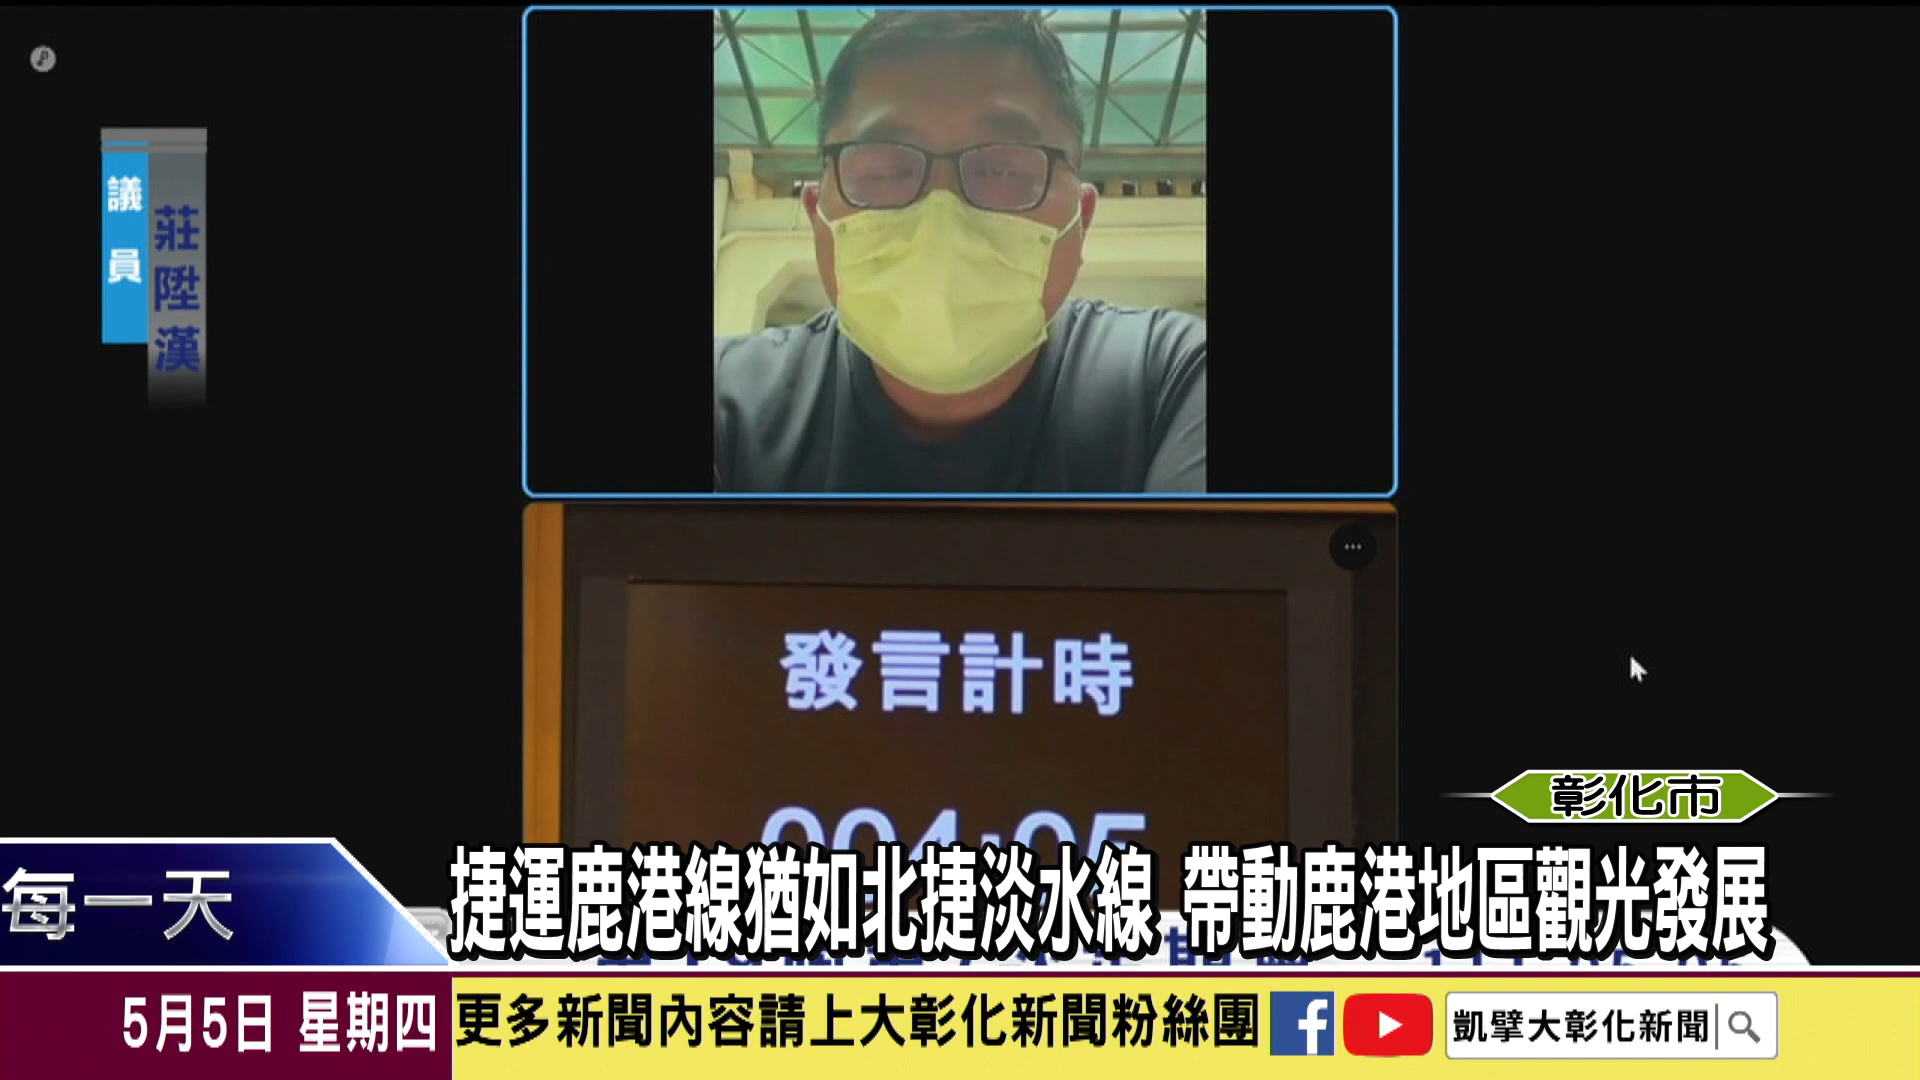 議員
莊陞漢
發言計時
004:05
彰化市
每一天
捷運鹿港線猶如北捷淡水線 帶動鹿港地區觀光發展
5月5日 星期四
更多新聞內容請上大彰化新聞粉絲團
凱擘大彰化新聞